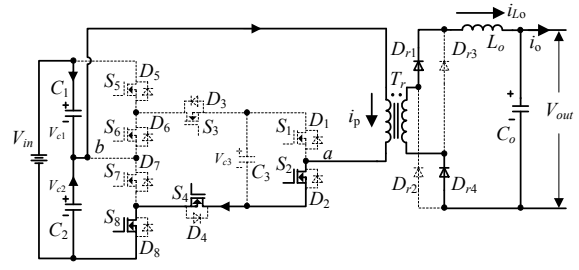 i_Lo
i_o
L_o
D_r1
D_r3
D_5
S_5
C_1
+
-
V_c1
D_3
S_3
T_r
i_p
D_1
S_1
V_in
S_6
D_6
b
D_7
a
C_o
+
-
V_out
V_c3
+
-
C_3
S_2
D_2
V_c2
+
-
C_2
S_7
S_4
D_4
D_r2
D_r4
S_8
D_8